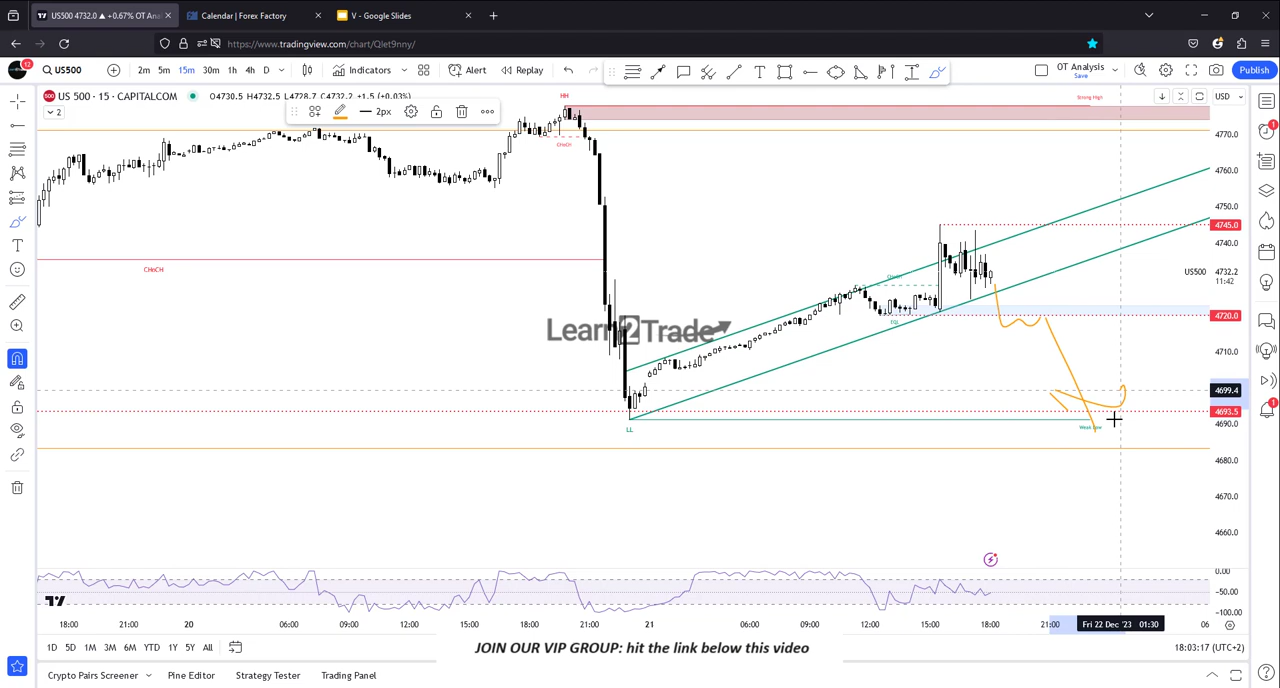 US500 4732 ▲ +0.67% OT Anal
Calendar | Forex Factory
V - Google Slides
https://www.tradingview.com/chart/Qlet9nny/
12
US500
2m 5m 15m 30m 1h 4h D
Indicators
Alert
Replay
OT Analysis
Save
Publish
US 500 · 15 · CAPITALCOM
O4730.5 H4732.5 L4728.7 C4732.2 +1.5 (+0.03%)
2
2px
USD
HH
Strong High
CHoCH
CHoCH
EQL
LL
Weak low
Learn2Trade
4770.0
4760.0
4750.0
4745.0
4740.0
US500 4732.2
11:42
4720.0
4710.0
4699.4
4693.5
4690.0
4680.0
4670.0
4660.0
0.00
-50.00
-100.00
18:00 21:00 20 06:00 09:00 12:00 15:00 18:00 21:00 21 06:00 09:00 12:00 15:00 18:00 21:00 Fri 22 Dec '23 01:30 06
1D 5D 1M 3M 6M YTD 1Y 5Y All
18:03:17 (UTC+2)
JOIN OUR VIP GROUP: hit the link below this video
Crypto Pairs Screener Pine Editor Strategy Tester Trading Panel